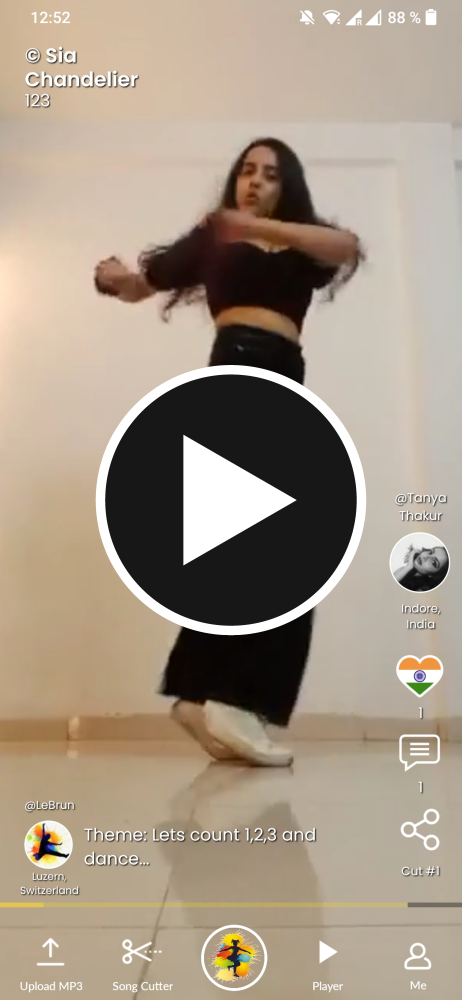 12:52
R
88 %
© Sia
Chandelier
123
@Tanya
Thakur
Indore,
India
1
1
Cut #1
@LeBrun
Theme: Lets count 1,2,3 and
dance...
Luzern,
Switzerland
Upload MP3
Song Cutter
Player
Me